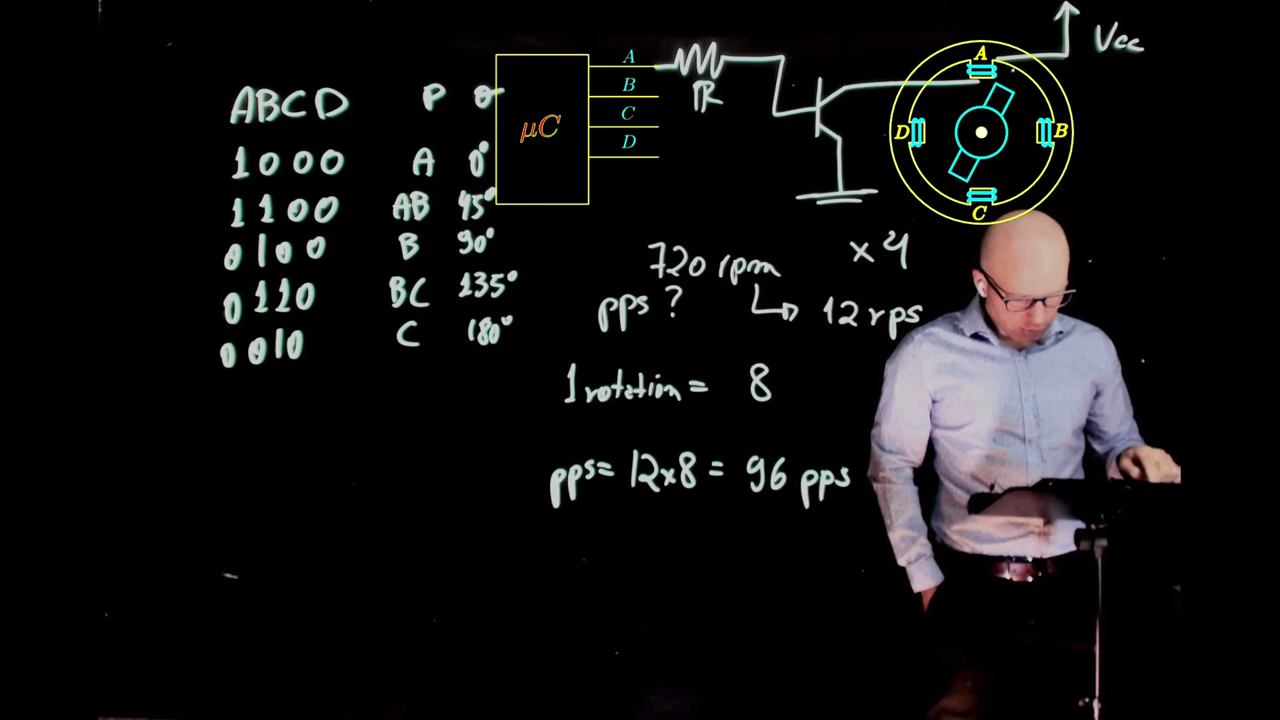 ABCD P θ
1000 A 0°
1100 AB 45°
0100 B 90°
0110 BC 135°
0010 C 180°
μC
A
B
C
D
R
Vcc
A
D B
C
720 rpm x4
pps ? 12 rps
1 rotation = 8
pps = 12x8 = 96 pps